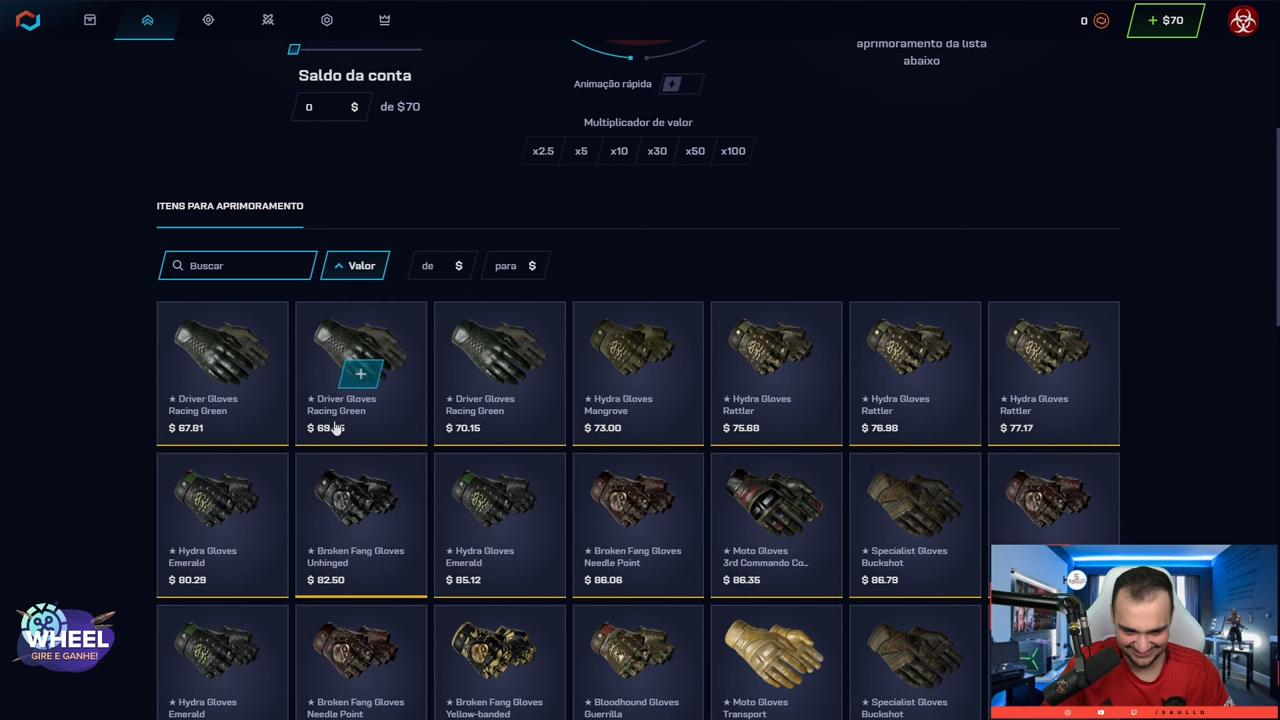 0
+ $70
aprimoramento da lista
abaixo
Saldo da conta
0 $ de $70
Animação rápida
Multiplicador de valor
x2.5 x5 x10 x30 x50 x100
ITENS PARA APRIMORAMENTO
Buscar
Valor
de $
para $
★ Driver Gloves
Racing Green
$ 67.81
★ Driver Gloves
Racing Green
★ Driver Gloves
Racing Green
$ 70.15
★ Hydra Gloves
Mangrove
$ 73.00
★ Hydra Gloves
Rattler
$ 75.68
★ Hydra Gloves
Rattler
$ 76.98
★ Hydra Gloves
Rattler
$ 77.17
★ Hydra Gloves
Emerald
$ 80.29
★ Broken Fang Gloves
Unhinged
$ 82.50
★ Hydra Gloves
Emerald
$ 85.12
★ Broken Fang Gloves
Needle Point
$ 86.06
★ Moto Gloves
3rd Commando Co...
$ 86.35
★ Specialist Gloves
Buckshot
$ 86.79
★ Hydra Gloves
Emerald
★ Broken Fang Gloves
Needle Point
★ Broken Fang Gloves
Yellow-banded
★ Bloodhound Gloves
Guerrilla
★ Moto Gloves
Transport
★ Specialist Gloves
Buckshot
WHEEL
GIRE E GANHE!
/SAULLO